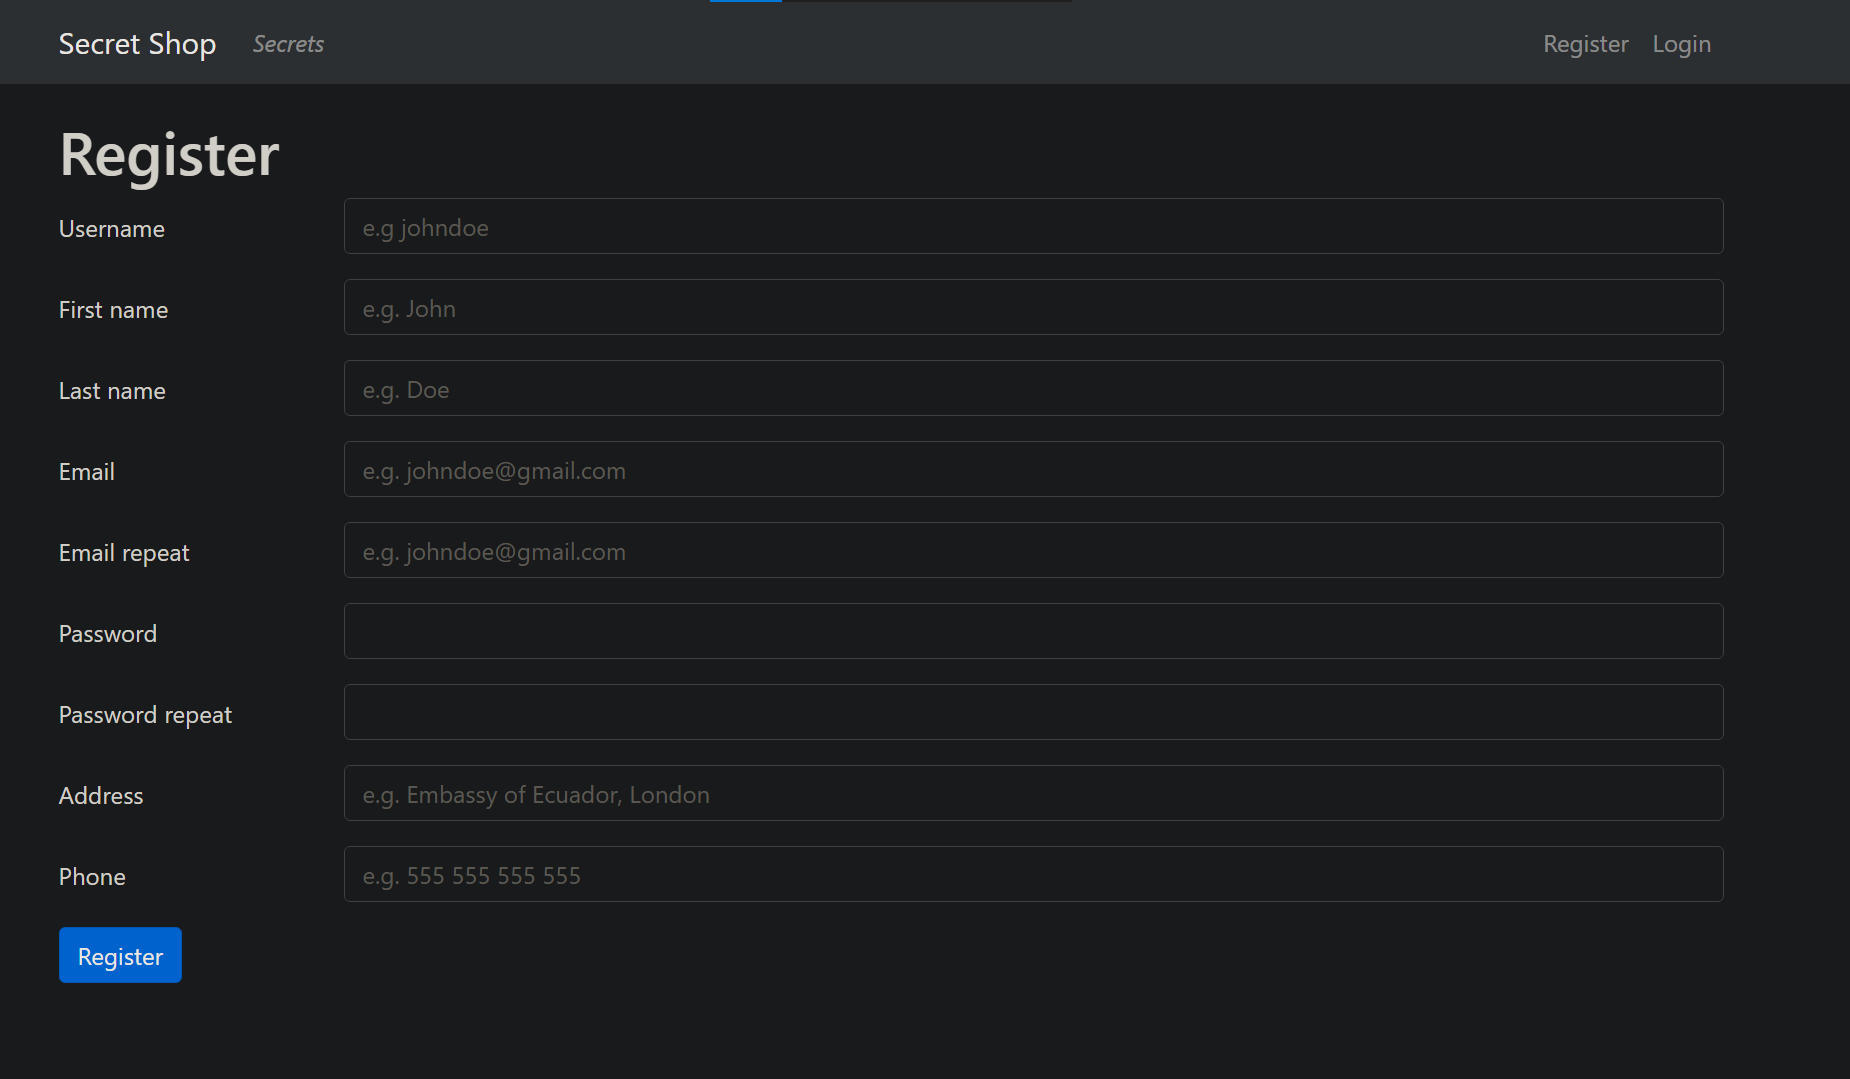 Secret Shop Secrets Register Login
Register
Username e.g johndoe
First name e.g. John
Last name e.g. Doe
Email e.g. johndoe@gmail.com
Email repeat e.g. johndoe@gmail.com
Password
Password repeat
Address e.g. Embassy of Ecuador, London
Phone e.g. 555 555 555 555
Register